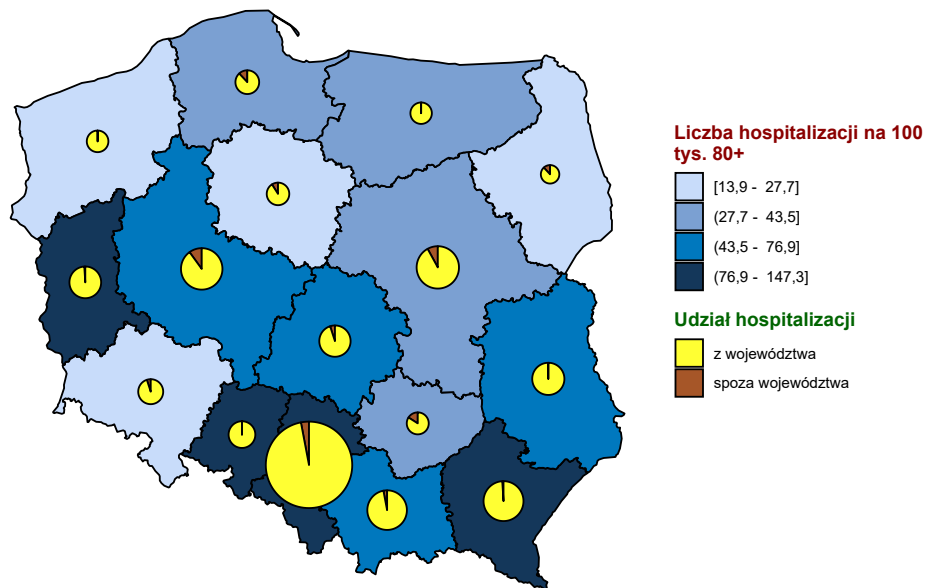 Liczba hospitalizacji na 100
tys. 80+
[13,9 - 27,7]
(27,7 - 43,5]
(43,5 - 76,9]
(76,9 - 147,3]
Udział hospitalizacji
z województwa
spoza województwa